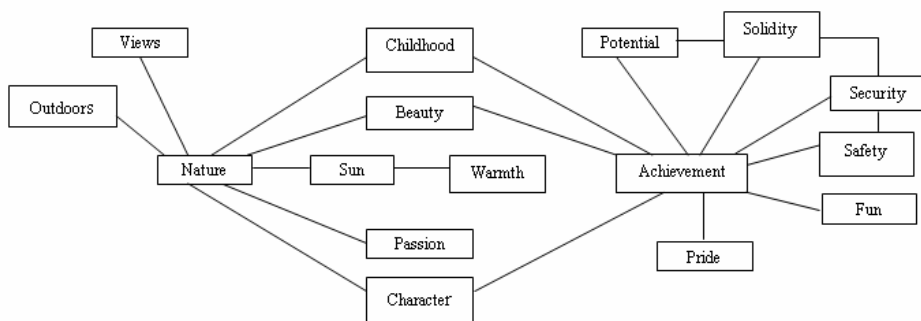 Views
Childhood
Potential
Solidity
Outdoors
Beauty
Security
Nature
Sun
Warmth
Achievement
Safety
Fun
Passion
Pride
Character